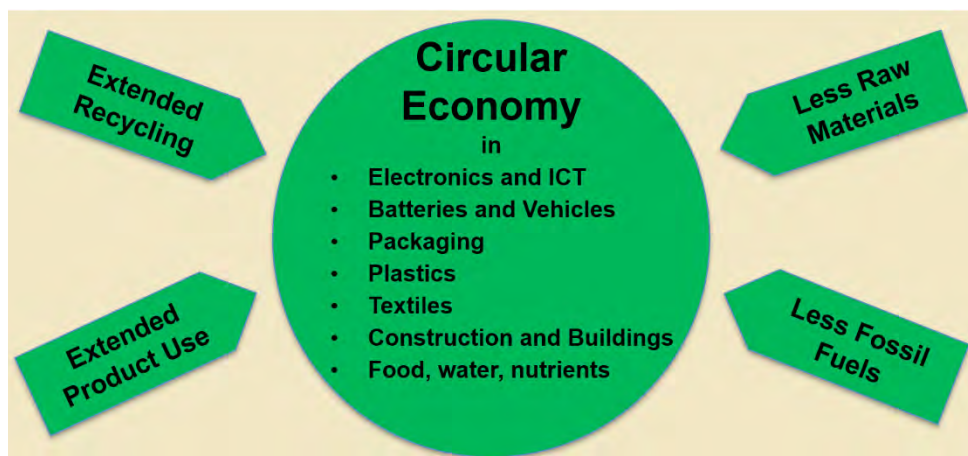 Extended
Recycling
Extended
Product Use
Circular
Economy
in
• Electronics and ICT
• Batteries and Vehicles
• Packaging
• Plastics
• Textiles
• Construction and Buildings
• Food, water, nutrients
Less Raw
Materials
Less Fossil
Fuels